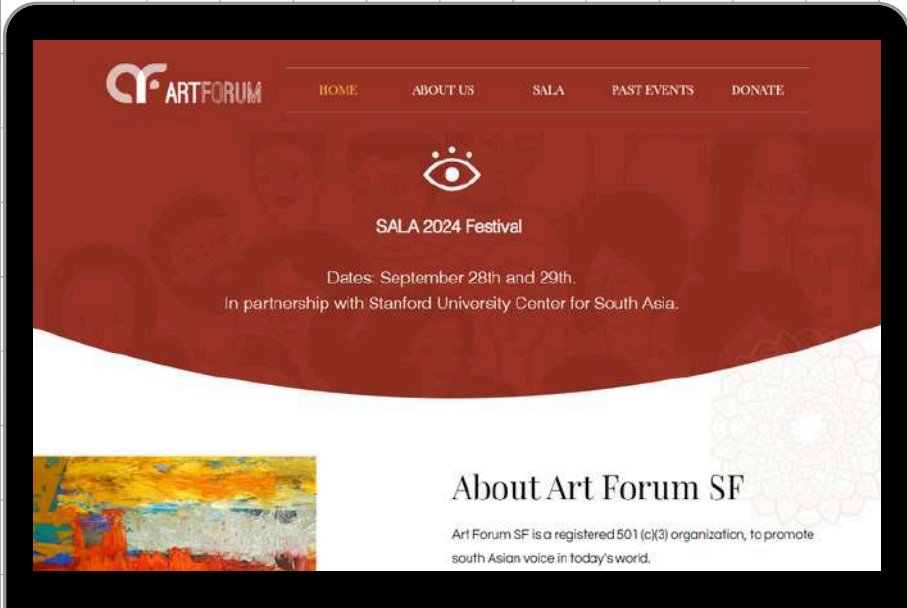 ARTFORUM
HOME ABOUT US SALA PAST EVENTS DONATE
SALA 2024 Festival
Dates: September 28th and 29th.
In partnership with Stanford University Center for South Asia.
About Art Forum SF
Art Forum SF is a registered 501 (c)(3) organization, to promote
south Asian voice in today's world.